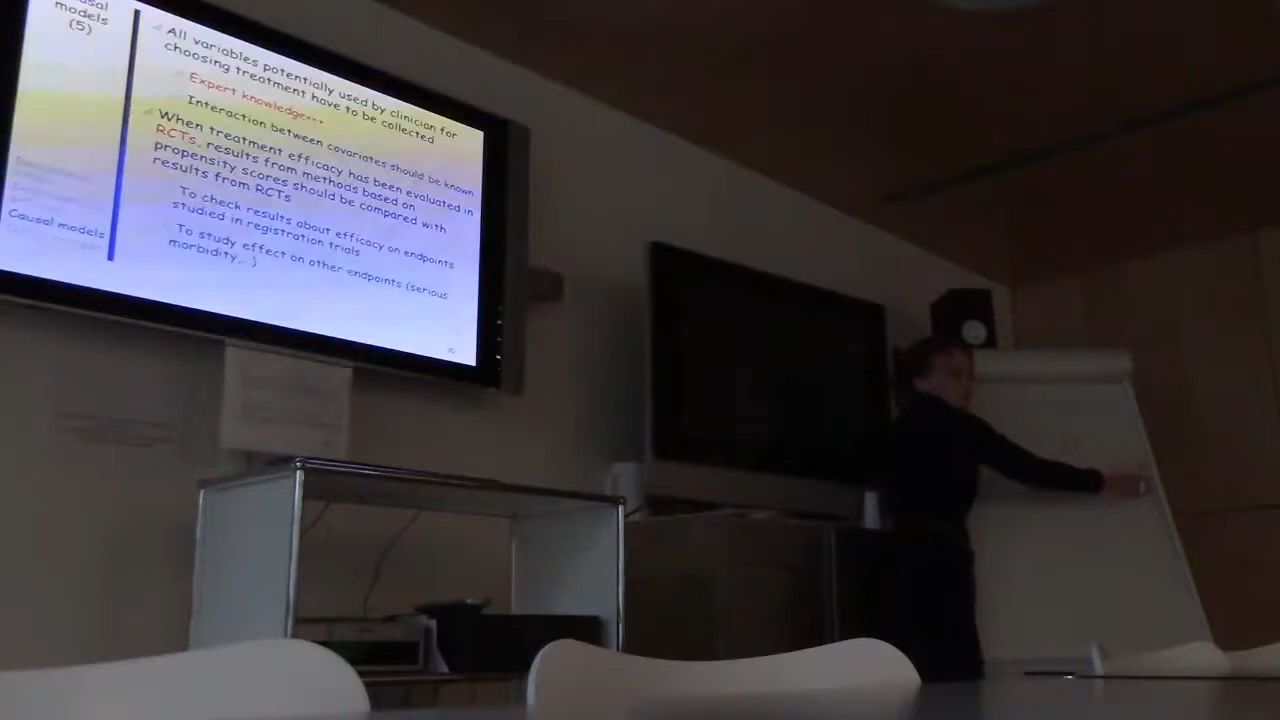 models
(5)
All variables potentially used by clinician for
choosing treatment have to be collected
Expert knowledge...
Interaction between covariates should be known
When treatment efficacy has been evaluated in
RCTs, results from methods based on
propensity scores should be compared with
results from RCTs
To check results about efficacy on endpoints
studied in registration trials
To study effect on other endpoints (serious
morbidity,..)
Causal models